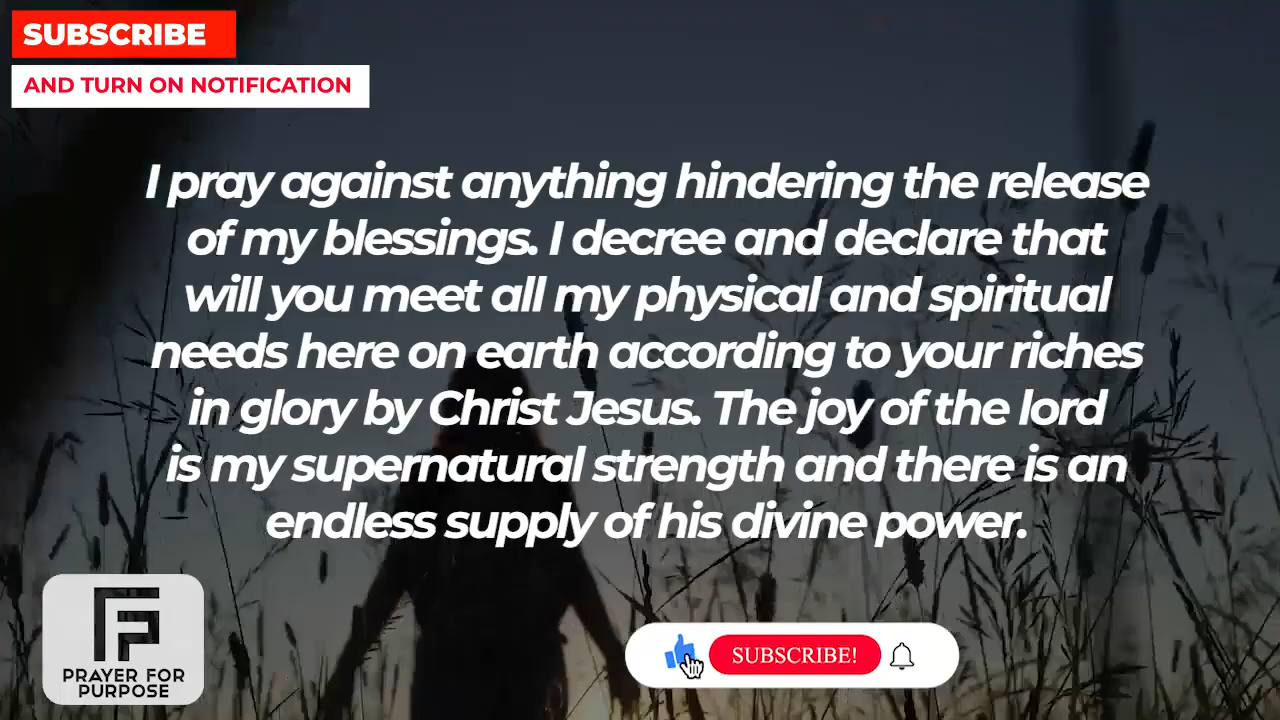 SUBSCRIBE
AND TURN ON NOTIFICATION
I pray against anything hindering the release
of my blessings. I decree and declare that
will you meet all my physical and spiritual
needs here on earth according to your riches
in glory by Christ Jesus. The joy of the lord
is my supernatural strength and there is an
endless supply of his divine power.
PRAYER FOR
PURPOSE
SUBSCRIBE!